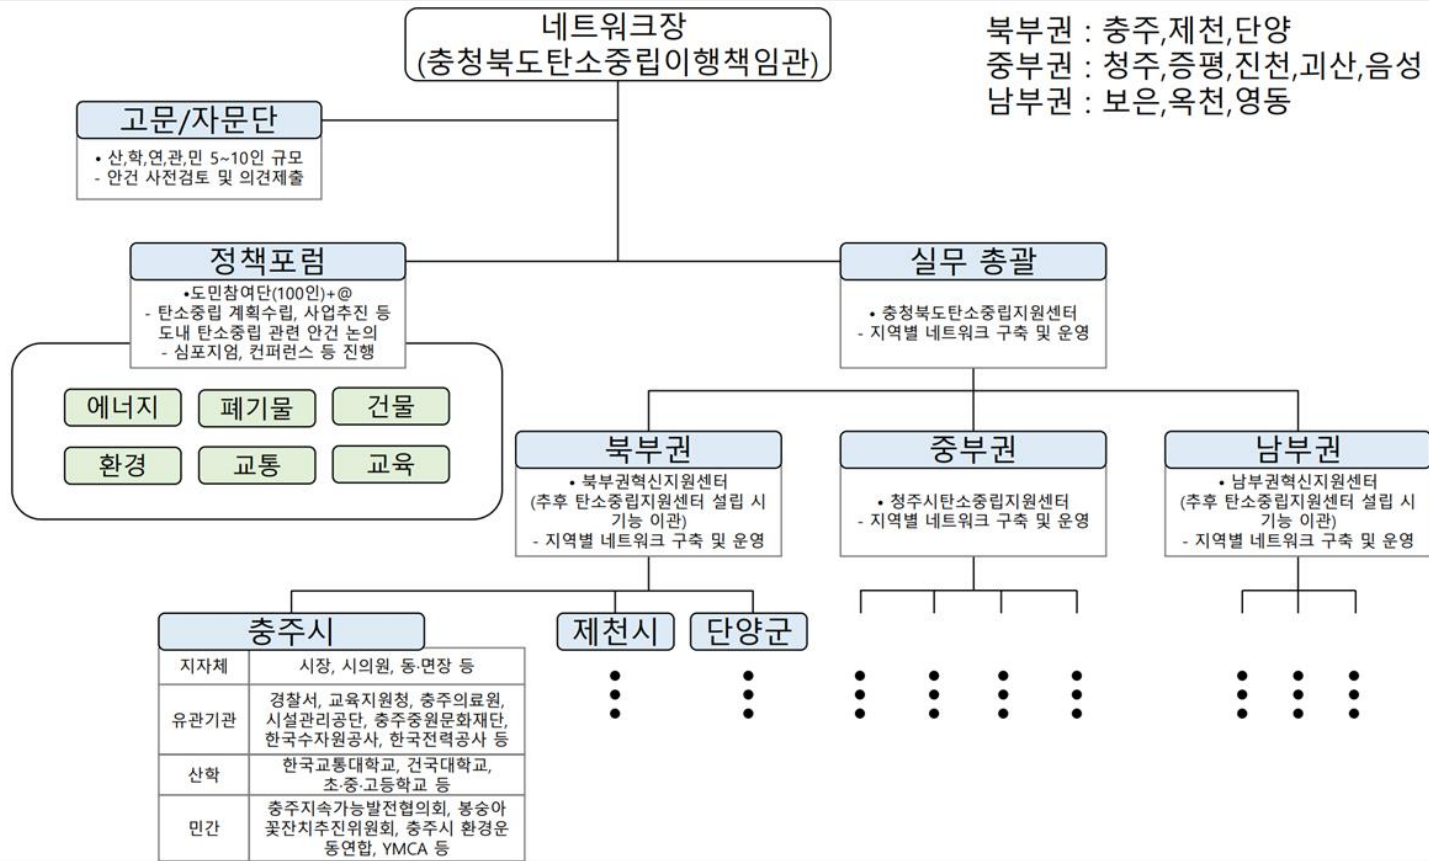 네트워크장
(충청북도탄소중립이행책임관)
북부권 : 충주,제천,단양
중부권 : 청주,증평,진천,괴산,음성
남부권 : 보은,옥천,영동
고문/자문단
• 산,학,연,관,민 5~10인 규모
- 안건 사전검토 및 의견제출
정책포럼
•도민참여단(100인)+@
- 탄소중립 계획수립, 사업추진 등
도내 탄소중립 관련 안건 논의
- 심포지엄, 컨퍼런스 등 진행
에너지
폐기물
건물
환경
교통
교육
실무 총괄
• 충청북도탄소중립지원센터
- 지역별 네트워크 구축 및 운영
북부권
• 북부권혁신지원센터
(추후 탄소중립지원센터 설립 시
기능 이관)
- 지역별 네트워크 구축 및 운영
중부권
• 청주시탄소중립지원센터
- 지역별 네트워크 구축 및 운영
남부권
• 남부권혁신지원센터
(추후 탄소중립지원센터 설립 시
기능 이관)
- 지역별 네트워크 구축 및 운영
충주시
지자체
시장, 시의원, 동·면장 등
유관기관
경찰서, 교육지원청, 충주의료원,
시설관리공단, 충주중원문화재단,
한국수자원공사, 한국전력공사 등
산학
한국교통대학교, 건국대학교,
초·중·고등학교 등
민간
충주지속가능발전협의회, 봉숭아
꽃잔치추진위원회, 충주시 환경운
동연합, YMCA 등
제천시
단양군